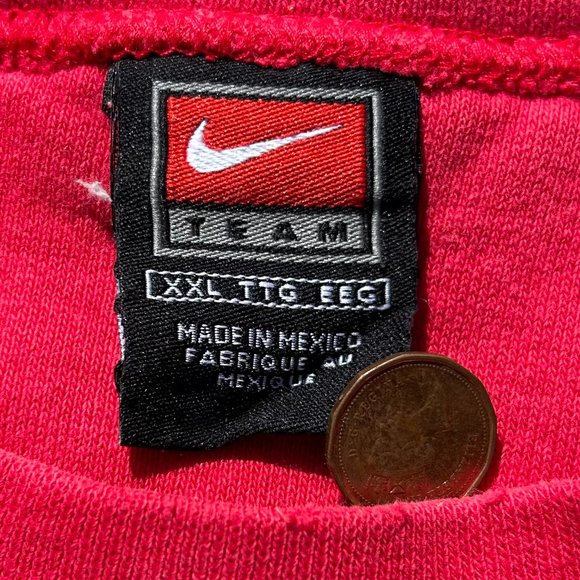 TEAM
XXL TTG EEG
MADE IN MEXICO
FABRIQUE AU
MEXIQUE